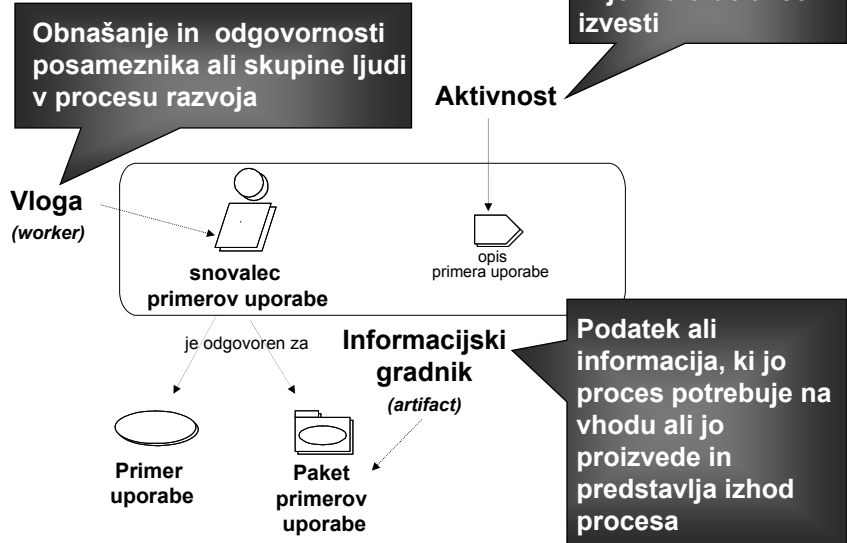 izvesti
Obnašanje in odgovornosti
posameznika ali skupine ljudi
v procesu razvoja
Aktivnost
Vloga
(worker)
snovalec
primerov uporabe
opis
primera uporabe
je odgovoren za
Informacijski
gradnik
(artifact)
Podatek ali
informacija, ki jo
proces potrebuje na
vhodu ali jo
proizvede in
predstavlja izhod
procesa
Primer
uporabe
Paket
primerov
uporabe